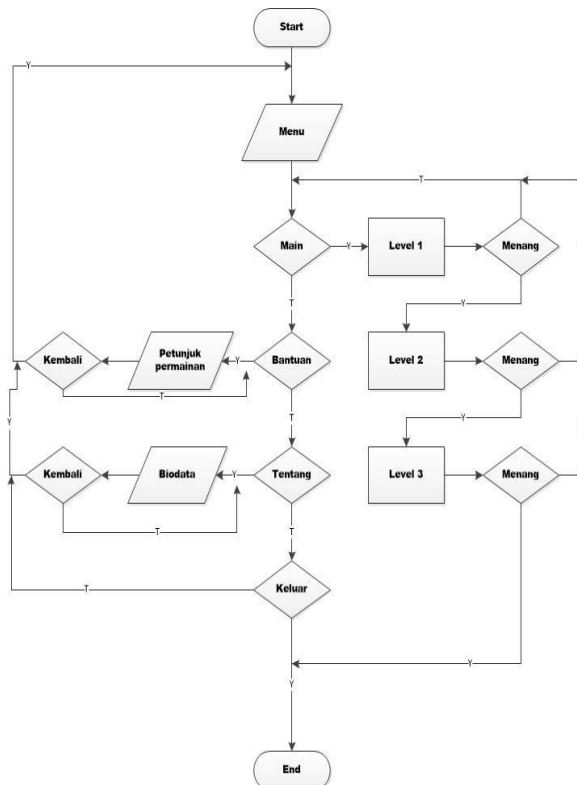 Start
Y
Menu
T
Main
Y
Level 1
Menang
T
Y
Kembali
Petunjuk
permainan
Y
Bantuan
Level 2
Menang
T
Y
T
Y
Kembali
Biodata
Y
Tentang
Level 3
Menang
T
T
Keluar
T
Y
Y
End